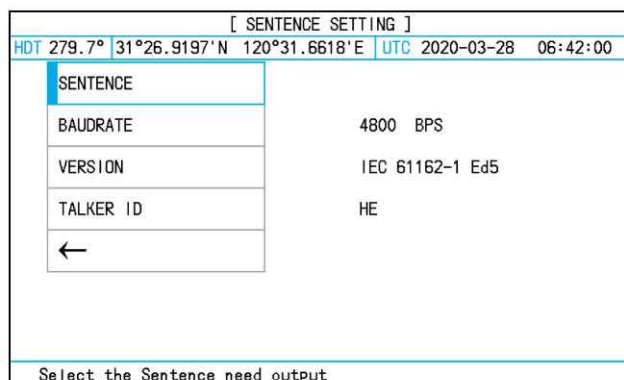 [ SENTENCE SETTING ]
HDT 279.7° 31°26.9197'N 120°31.6618'E UTC 2020-03-28 06:42:00
SENTENCE
BAUDRATE 4800 BPS
VERSION IEC 61162-1 Ed5
TALKER ID HE
←
Select the Sentence need output